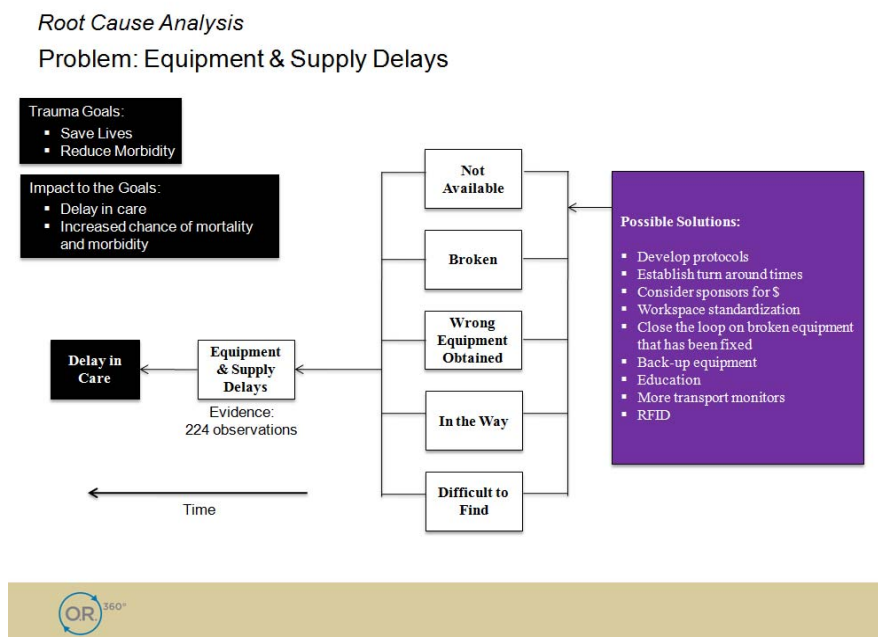 Root Cause Analysis
Problem: Equipment & Supply Delays
Trauma Goals:
▪ Save Lives
▪ Reduce Morbidity
Impact to the Goals:
▪ Delay in care
▪ Increased chance of mortality
and morbidity
Delay in
Care
Equipment
& Supply
Delays
Evidence:
224 observations
Time
Not
Available
Broken
Wrong
Equipment
Obtained
In the Way
Difficult to
Find
Possible Solutions:
▪ Develop protocols
▪ Establish turn around times
▪ Consider sponsors for $
▪ Workspace standardization
▪ Close the loop on broken equipment
that has been fixed
▪ Back-up equipment
▪ Education
▪ More transport monitors
▪ RFID
O.R. 360°